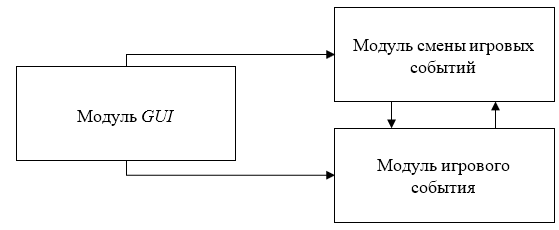 Модуль GUI
Модуль смены игровых
событий
Модуль игрового
события